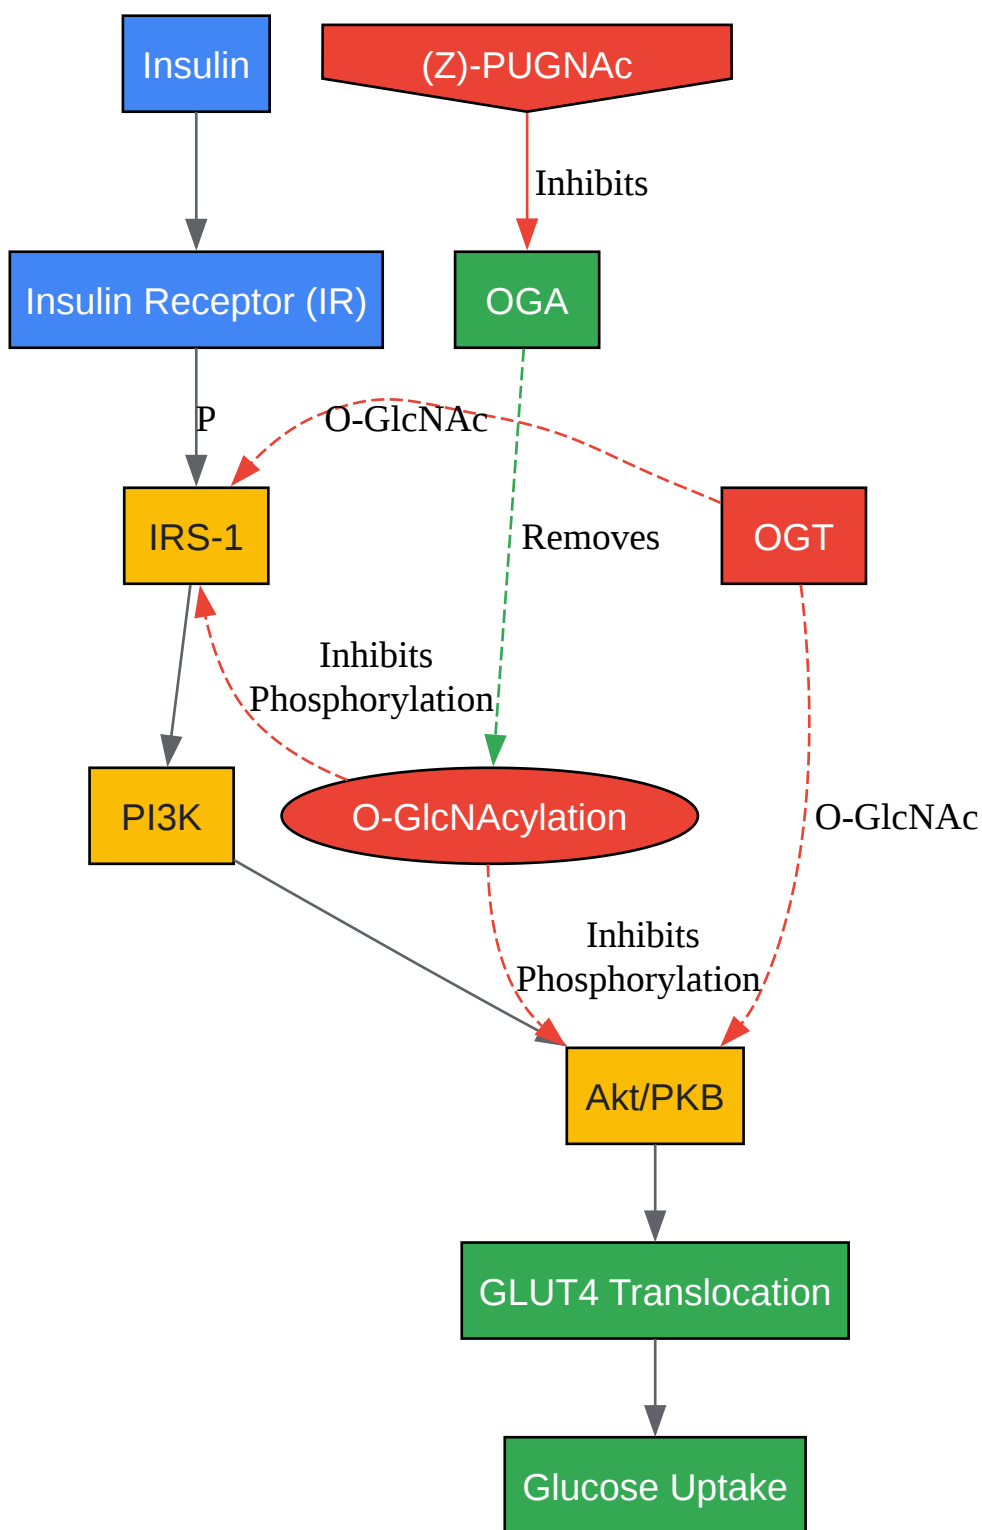 Insulin
(Z)-PUGNAc
Inhibits
Insulin Receptor (IR)
OGA
P
O-GlcNAc
IRS-1
Removes
OGT
Inhibits
Phosphorylation
PI3K
O-GlcNAcylation
O-GlcNAc
Inhibits
Phosphorylation
Akt/PKB
GLUT4 Translocation
Glucose Uptake